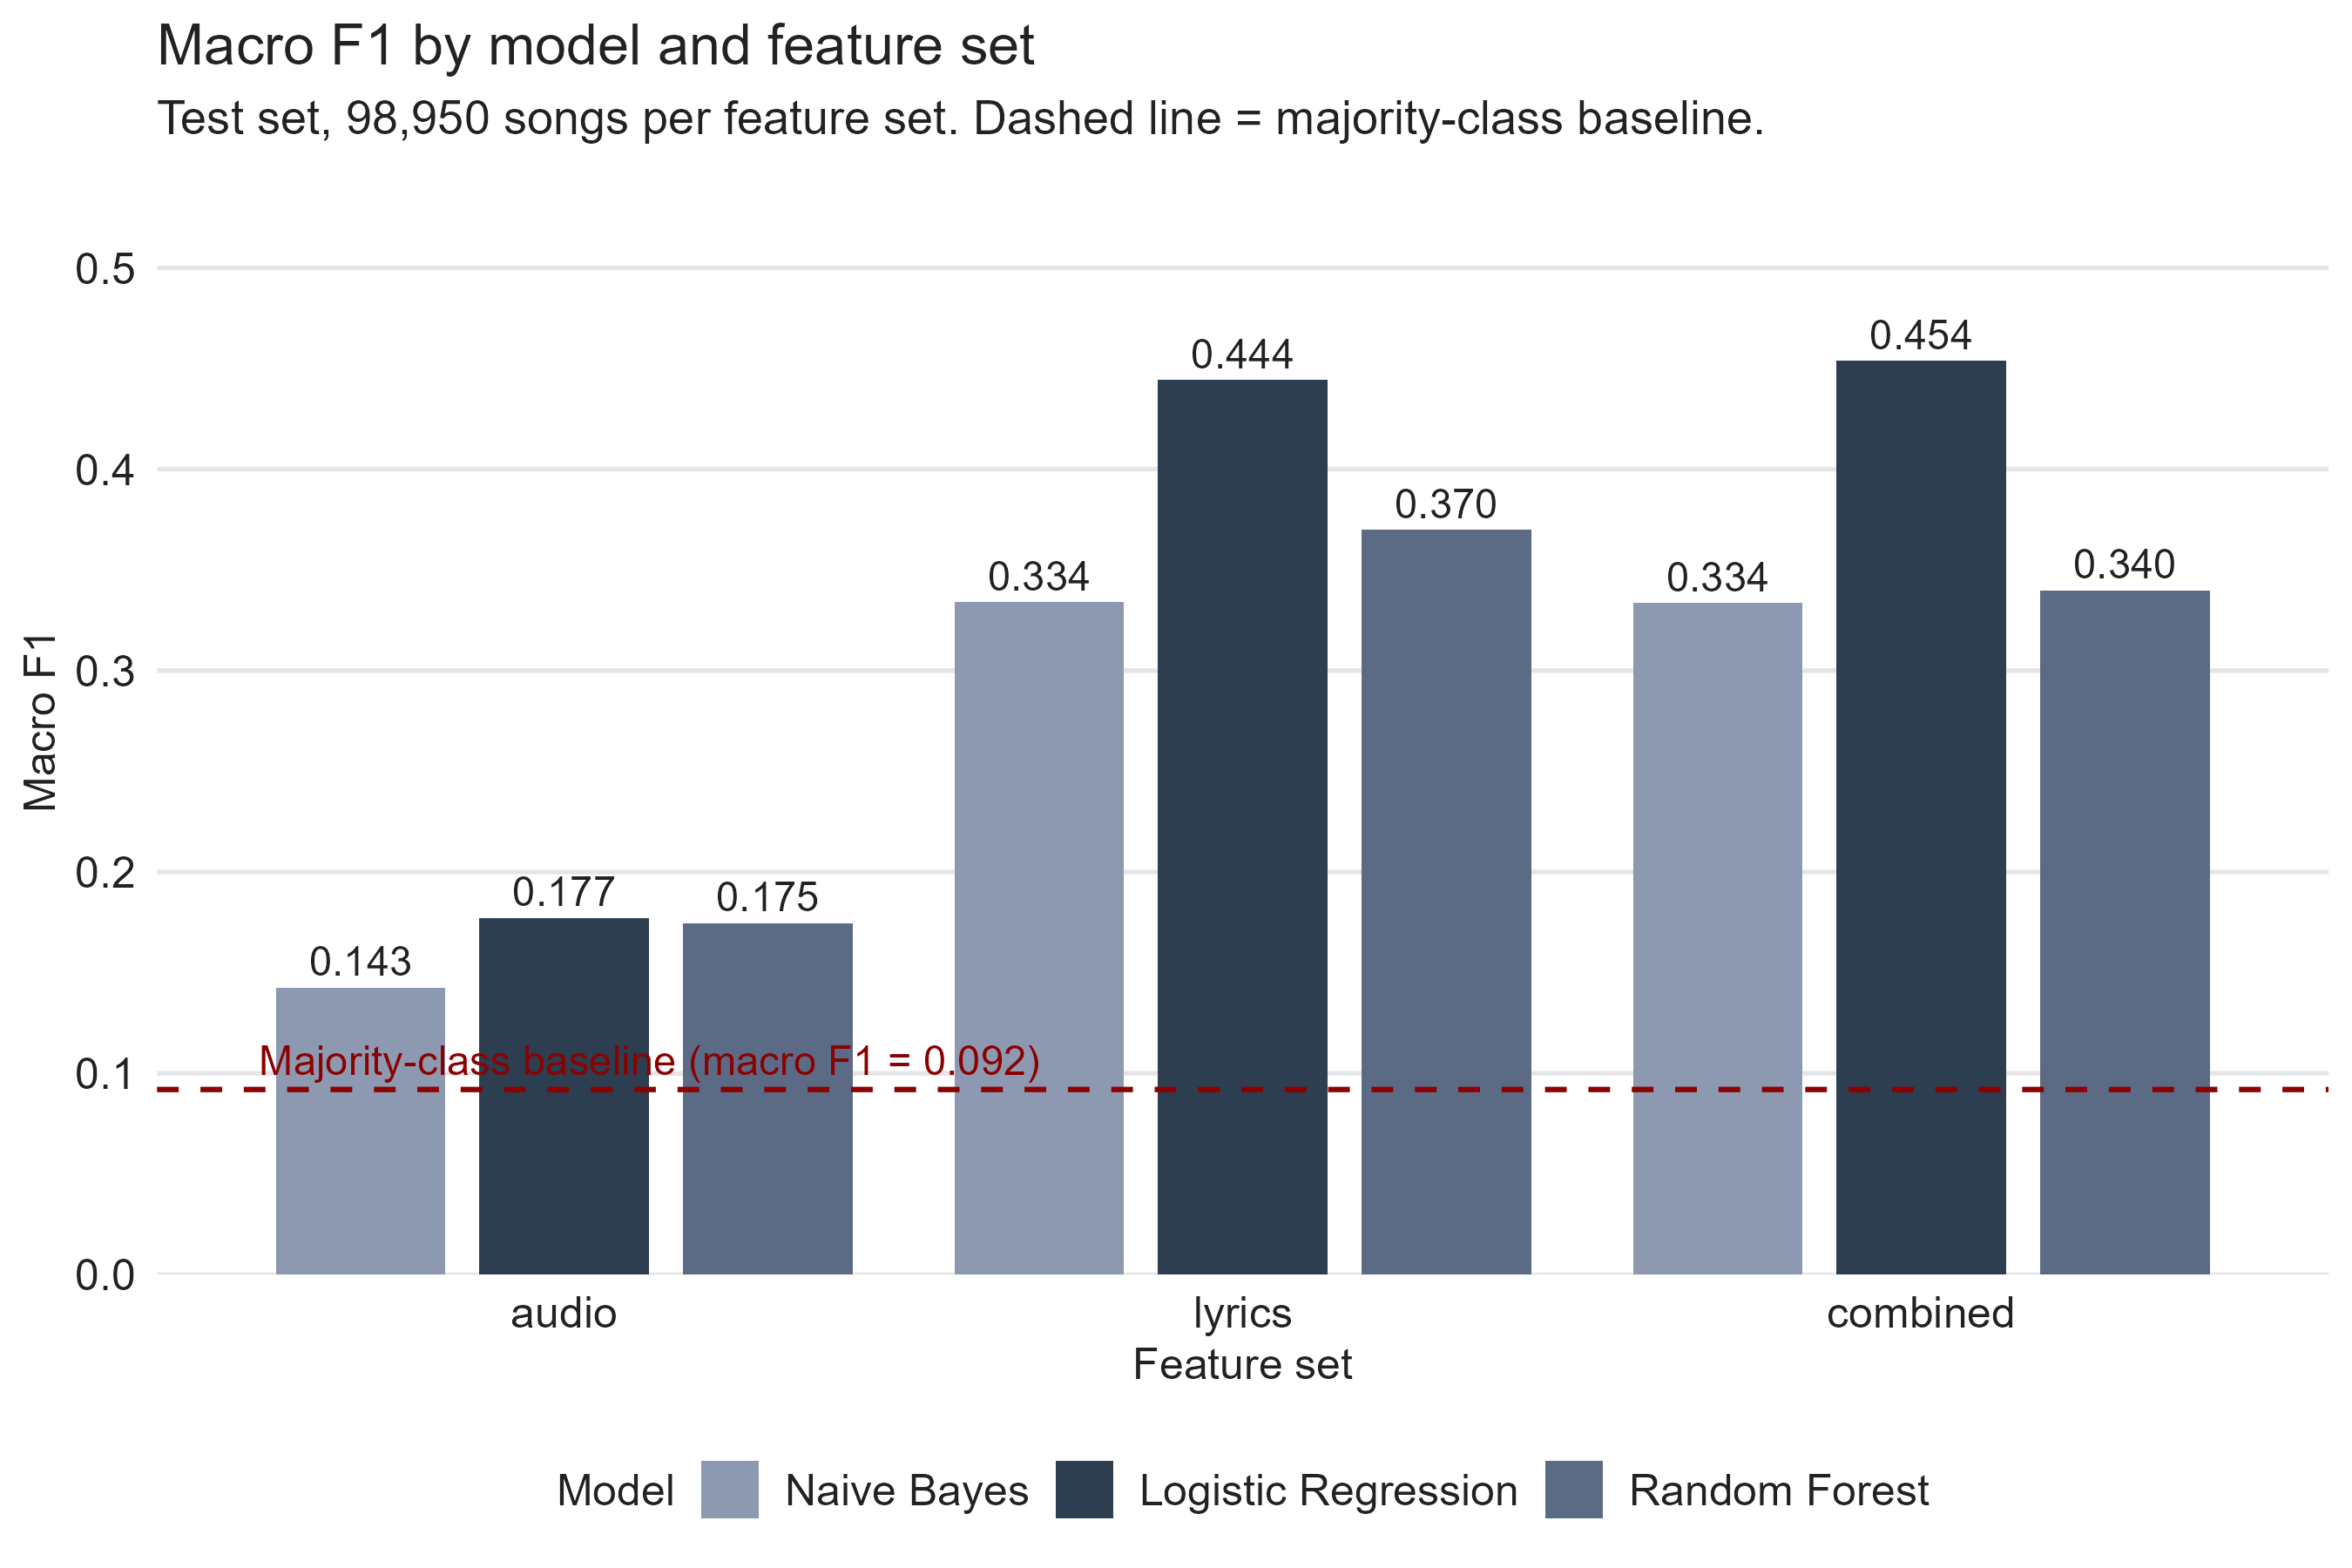 Macro F1 by model and feature set
Test set, 98,950 songs per feature set. Dashed line = majority-class baseline.
0.5
0.4
0.3
0.2
0.1
0.0
Macro F1
0.143
0.177
0.175
0.334
0.444
0.370
0.334
0.454
0.340
Majority-class baseline (macro F1 = 0.092)
audio
lyrics
combined
Feature set
Model Naive Bayes Logistic Regression Random Forest